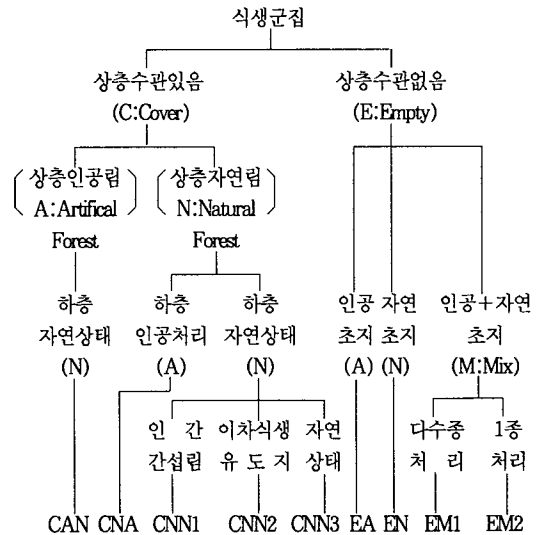 식생군집
상층수관있음 상층수관없음
(C:Cover) (E:Empty)
(상층인공림 (상층자연림
A:Artifical) N:Natural)
Forest Forest
하층 하층 하층 인공 자연 인공+자연
자연상태 인공처리 자연상태 초지 초지 초지
(N) (A) (N) (A) (N) (M:Mix)
인 간 이차식생 자연 다수종 1종
간섭림 유 도 지 상태 처 리 처리
CAN CNA CNN1 CNN2 CNN3 EA EN EM1 EM2